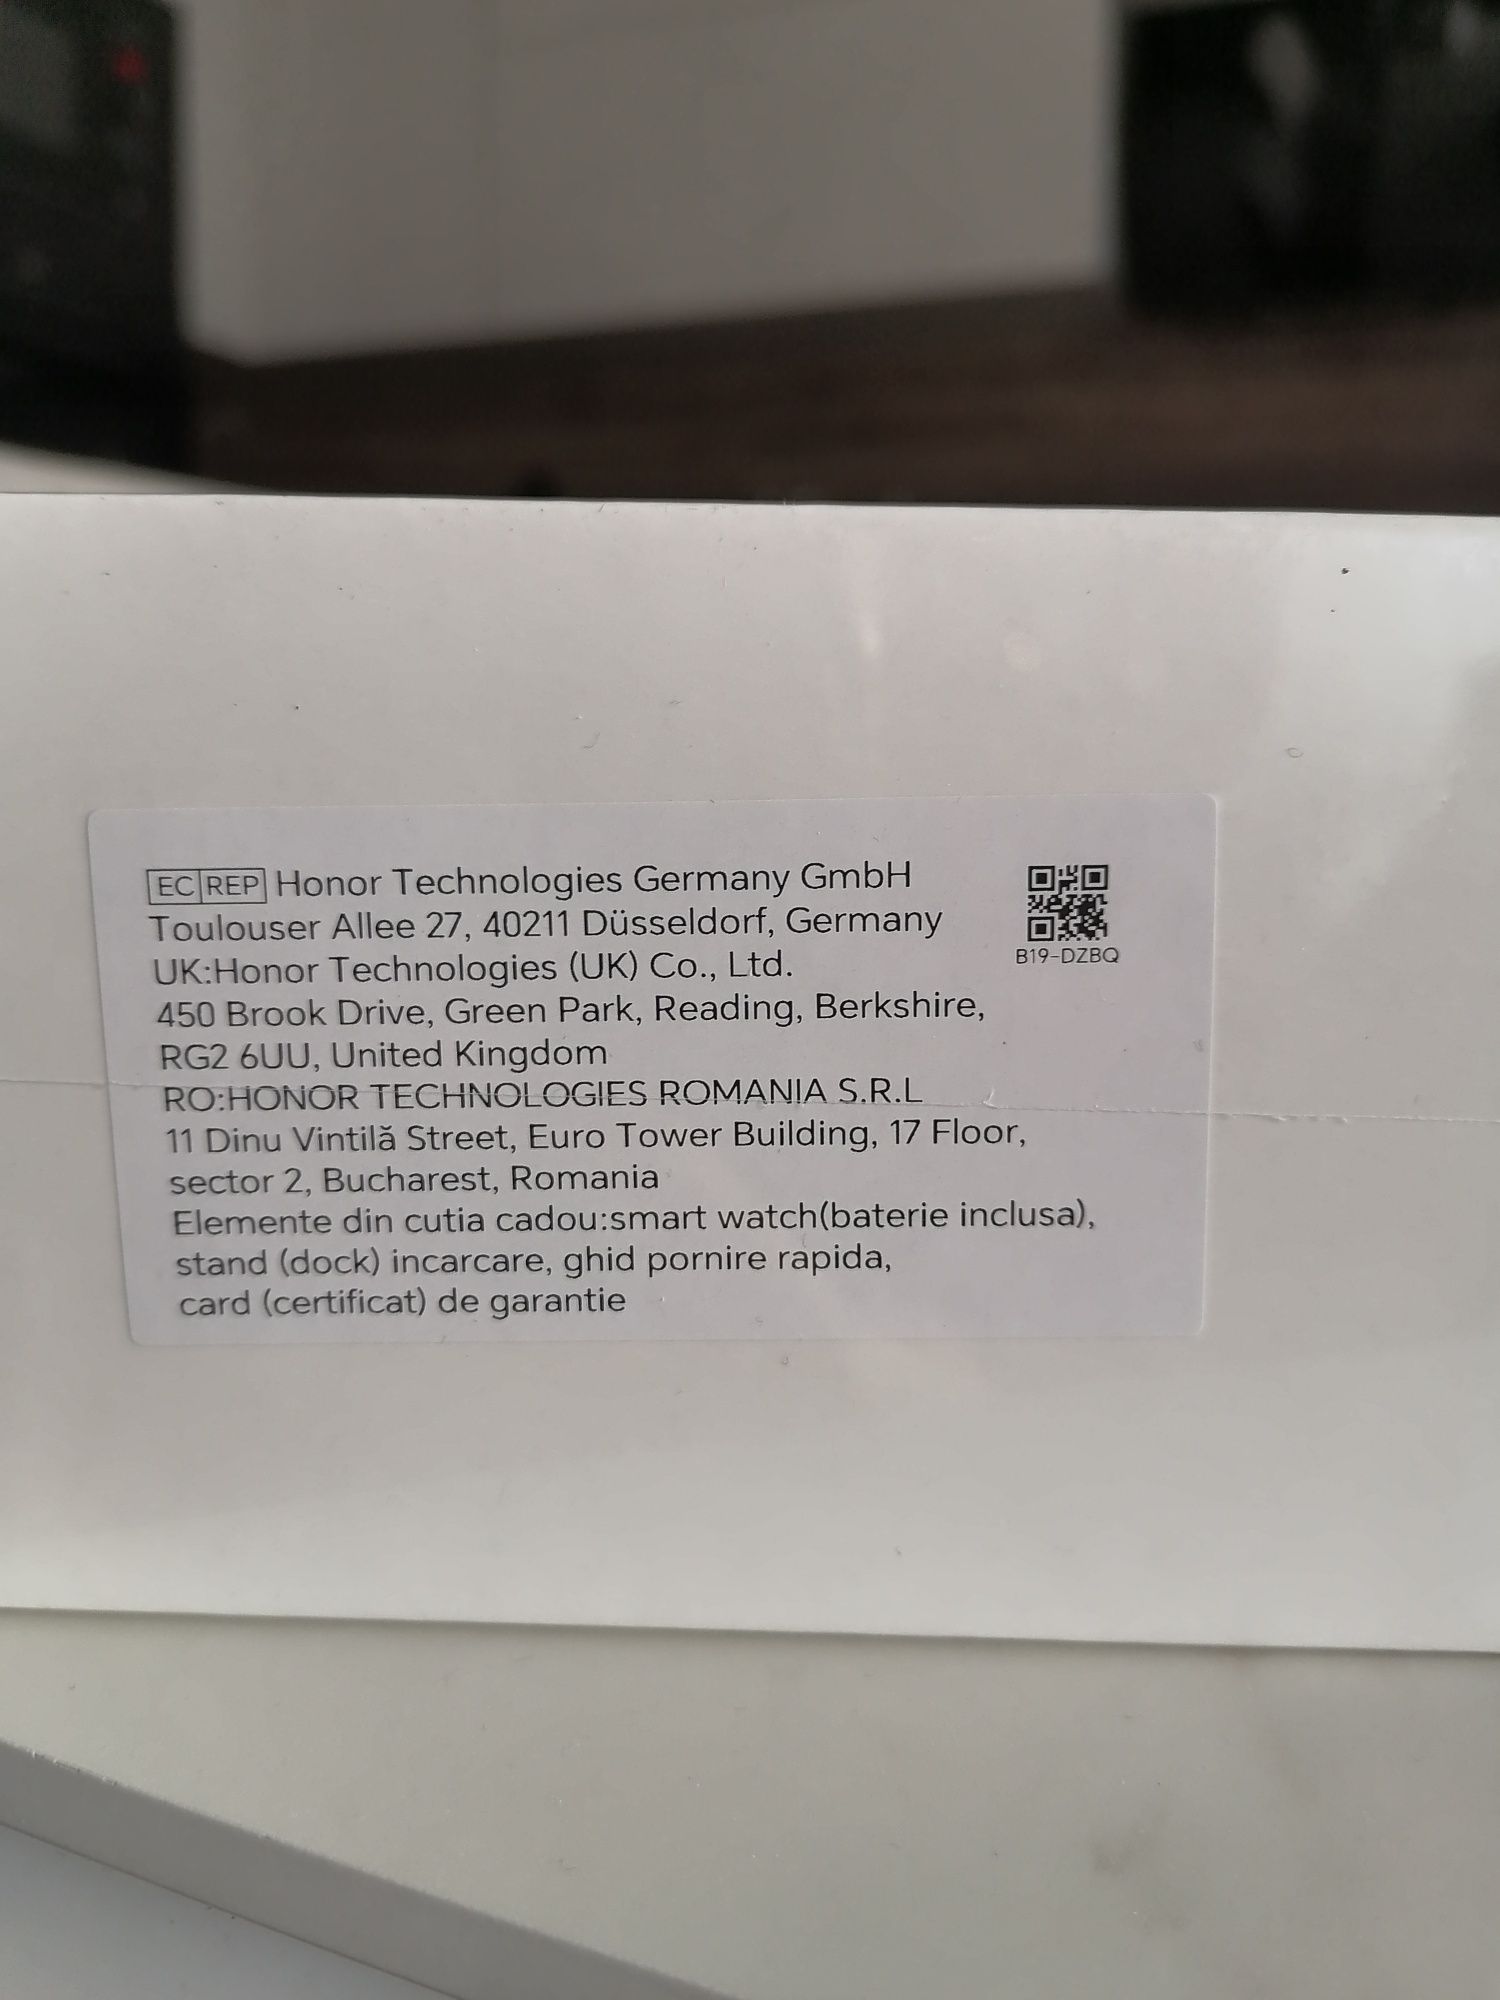 EC REP Honor Technologies Germany GmbH
Toulouser Allee 27, 40211 Düsseldorf, Germany
UK:Honor Technologies (UK) Co., Ltd.
450 Brook Drive, Green Park, Reading, Berkshire,
RG2 6UU, United Kingdom
RO:HONOR TECHNOLOGIES ROMANIA S.R.L
11 Dinu Vintilă Street, Euro Tower Building, 17 Floor,
sector 2, Bucharest, Romania
Elemente din cutia cadou:smart watch(baterie inclusa),
stand (dock) incarcare, ghid pornire rapida,
card (certificat) de garantie
B19-DZBQ